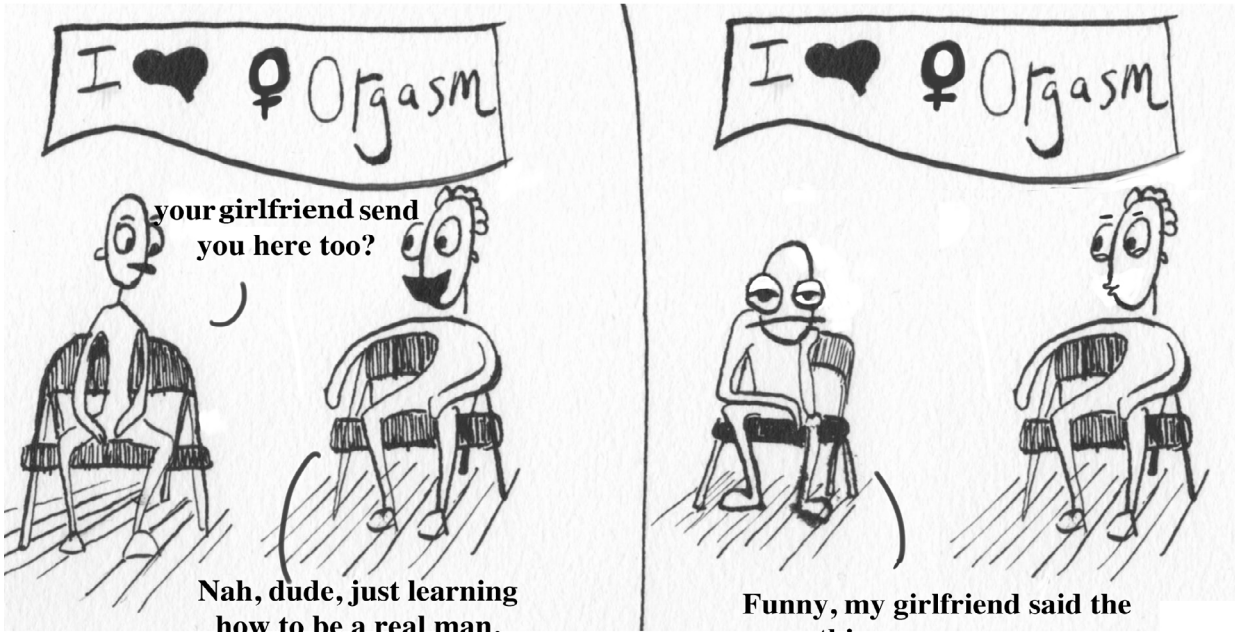 I ♥ ♀ Orgasm
your girlfriend send
you here too?
Nah, dude, just learning
how to be a real man.
I ♥ ♀ Orgasm
Funny, my girlfriend said the